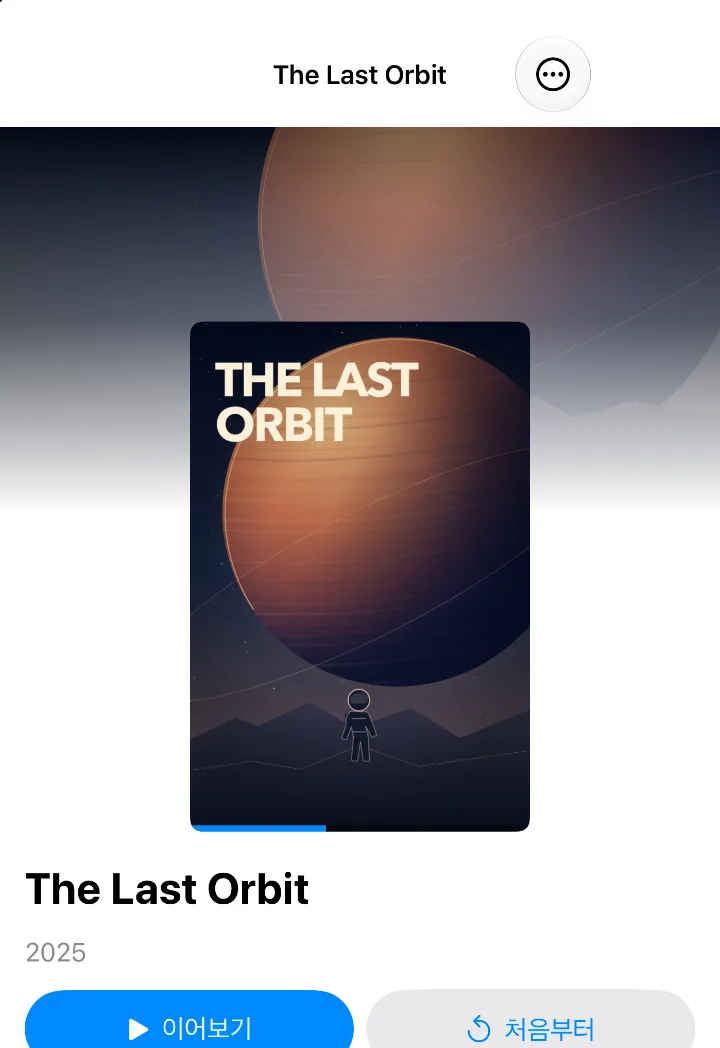 The Last Orbit
THE LAST
ORBIT
The Last Orbit
2025
이어보기
처음부터